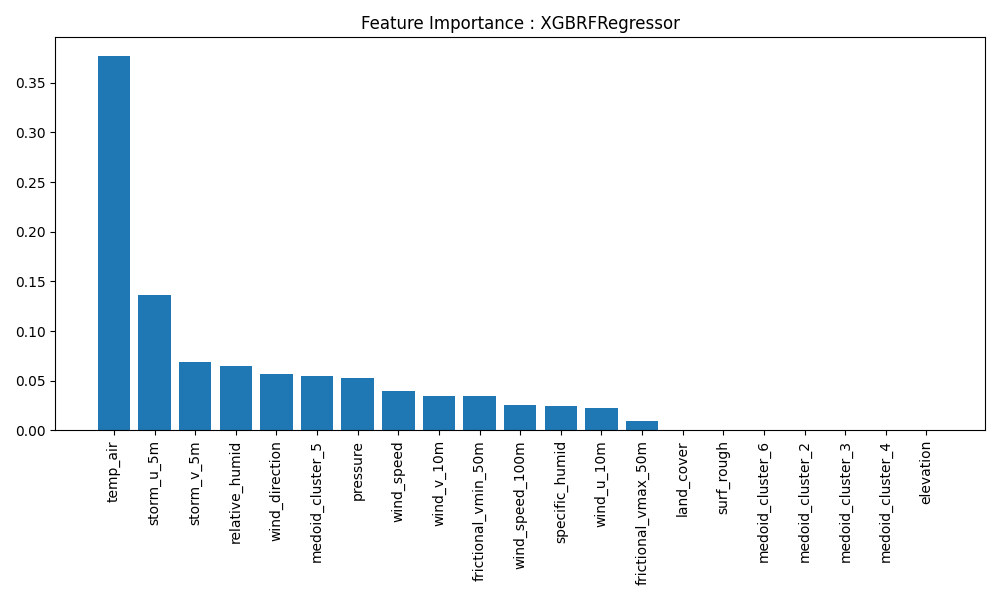 Feature Importance : XGBRFRegressor
0.35
0.30
0.25
0.20
0.15
0.10
0.05
0.00
temp_air
storm_u_5m
storm_v_5m
relative_humid
wind_direction
medoid_cluster_5
pressure
wind_speed
wind_v_10m
frictional_vmin_50m
wind_speed_100m
specific_humid
wind_u_10m
frictional_vmax_50m
land_cover
surf_rough
medoid_cluster_6
medoid_cluster_2
medoid_cluster_3
medoid_cluster_4
elevation